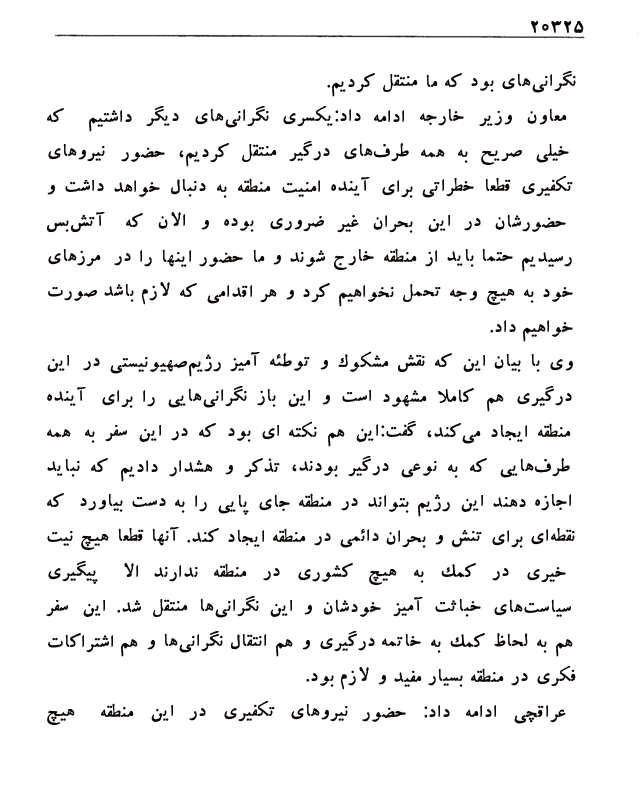 ۲۰۳۲۵
نگرانی‌های بود که ما منتقل کردیم.
معاون وزیر خارجه ادامه داد:یکسری نگرانی‌های دیگر داشتیم که
خیلی صریح به همه طرف‌های درگیر منتقل کردیم، حضور نیروهای
تکفیری قطعا خطراتی برای آینده امنیت منطقه به دنبال خواهد داشت و
حضورشان در این بحران غیر ضروری بوده و الان که آتش‌بس
رسیدیم حتما باید از منطقه خارج شوند و ما حضور اینها را در مرزهای
خود به هیچ وجه تحمل نخواهیم کرد و هر اقدامی که لازم باشد صورت
خواهیم داد.
وی با بیان این که نقش مشکوك و توطئه آمیز رژیم‌صهیونیستی در این
درگیری هم کاملا مشهود است و این باز نگرانی‌هایی را برای آینده
منطقه ایجاد می‌کند، گفت:این هم نکته ای بود که در این سفر به همه
طرف‌هایی که به نوعی درگیر بودند، تذکر و هشدار دادیم که نباید
اجازه دهند این رژیم بتواند در منطقه جای پایی را به دست بیاورد که
نقطه‌ای برای تنش و بحران دائمی در منطقه ایجاد کند. آنها قطعا هیچ نیت
خیری در کمك به هیچ کشوری در منطقه ندارند الا پیگیری
سیاست‌های خباثت آمیز خودشان و این نگرانی‌ها منتقل شد. این سفر
هم به لحاظ کمك به خاتمه درگیری و هم انتقال نگرانی‌ها و هم اشتراکات
فکری در منطقه بسیار مفید و لازم بود.
عراقچی ادامه داد: حضور نیروهای تکفیری در این منطقه هیچ